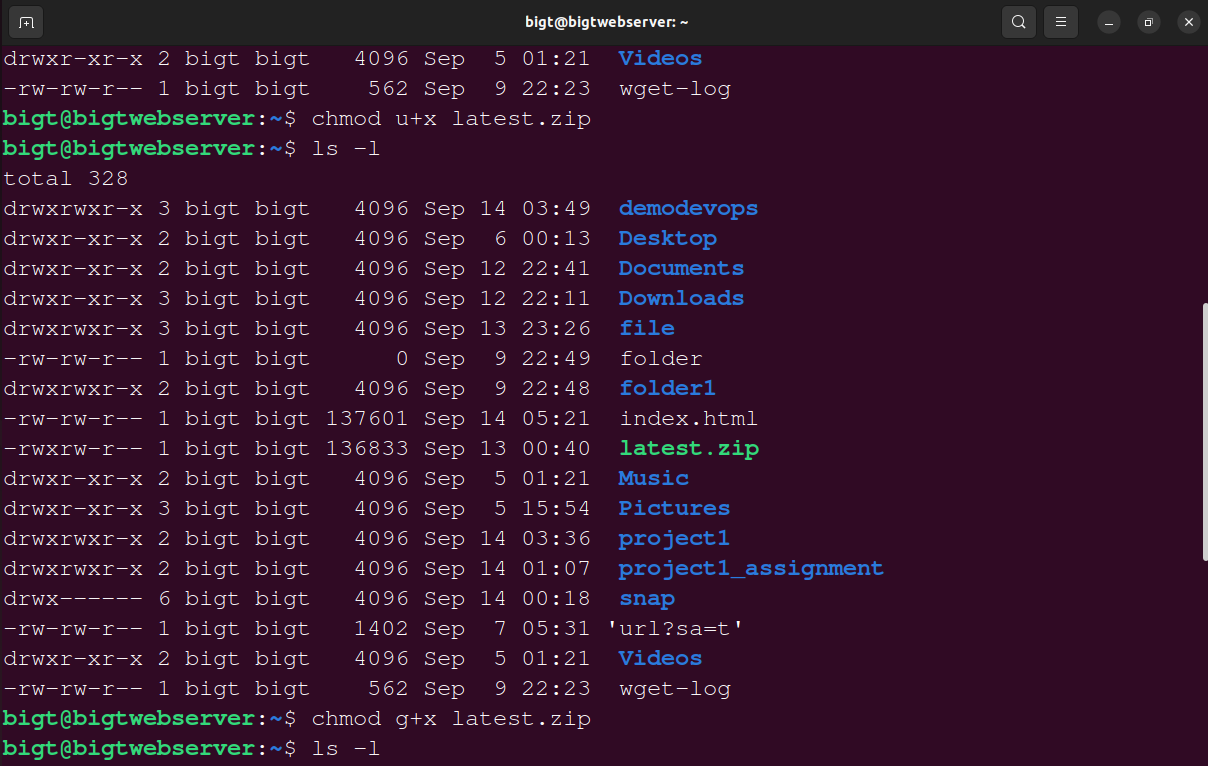 bigt@bigtwebserver: ~
drwxr-xr-x 2 bigt bigt   4096 Sep  5 01:21  Videos
-rw-rw-r-- 1 bigt bigt    562 Sep  9 22:23  wget-log
bigt@bigtwebserver:~$ chmod u+x latest.zip
bigt@bigtwebserver:~$ ls -l
total 328
drwxrwxr-x 3 bigt bigt   4096 Sep 14 03:49  demodevops
drwxr-xr-x 2 bigt bigt   4096 Sep  6 00:13  Desktop
drwxr-xr-x 2 bigt bigt   4096 Sep 12 22:41  Documents
drwxr-xr-x 3 bigt bigt   4096 Sep 12 22:11  Downloads
drwxrwxr-x 3 bigt bigt   4096 Sep 13 23:26  file
-rw-rw-r-- 1 bigt bigt      0 Sep  9 22:49  folder
drwxrwxr-x 2 bigt bigt   4096 Sep  9 22:48  folder1
-rw-rw-r-- 1 bigt bigt 137601 Sep 14 05:21  index.html
-rwxrw-r-- 1 bigt bigt 136833 Sep 13 00:40  latest.zip
drwxr-xr-x 2 bigt bigt   4096 Sep  5 01:21  Music
drwxr-xr-x 3 bigt bigt   4096 Sep  5 15:54  Pictures
drwxrwxr-x 2 bigt bigt   4096 Sep 14 03:36  project1
drwxrwxr-x 2 bigt bigt   4096 Sep 14 01:07  project1_assignment
drwx------ 6 bigt bigt   4096 Sep 14 00:18  snap
-rw-rw-r-- 1 bigt bigt   1402 Sep  7 05:31 'url?sa=t'
drwxr-xr-x 2 bigt bigt   4096 Sep  5 01:21  Videos
-rw-rw-r-- 1 bigt bigt    562 Sep  9 22:23  wget-log
bigt@bigtwebserver:~$ chmod g+x latest.zip
bigt@bigtwebserver:~$ ls -l